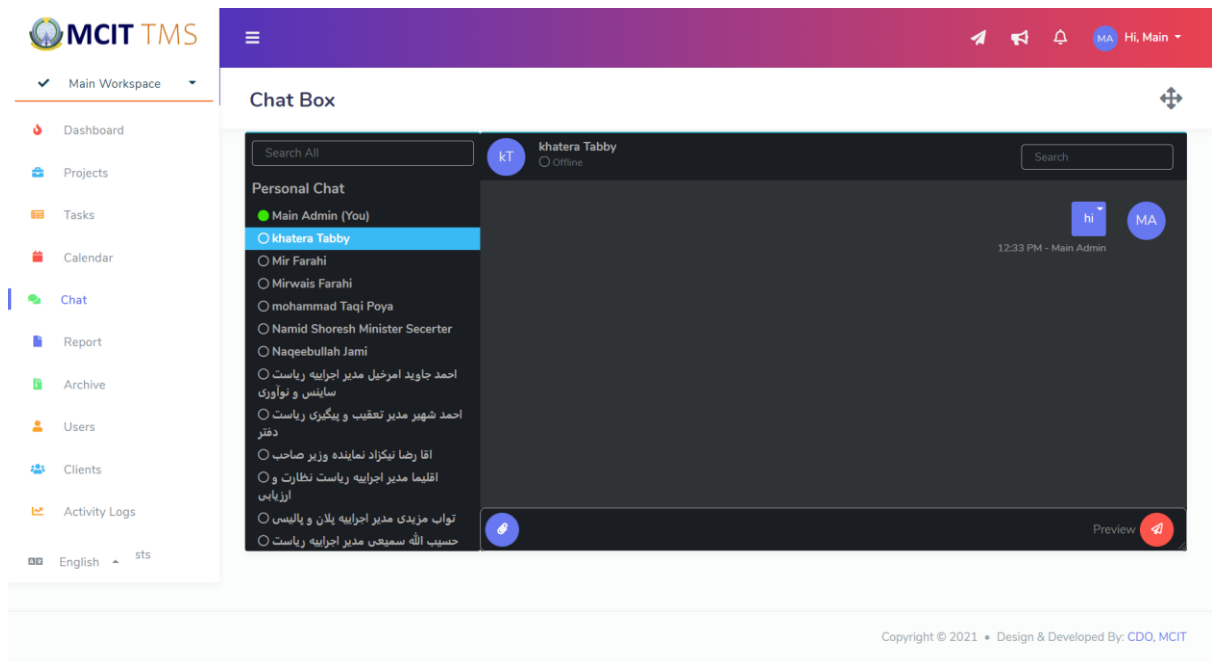 MCIT TMS
Hi, Main
MA
Main Workspace
Dashboard
Projects
Tasks
Calendar
Chat
Report
Archive
Users
Clients
Activity Logs
English
sts
Chat Box
Search All
Personal Chat
Main Admin (You)
khatera Tabby
Mir Farahi
Mirwais Farahi
mohammad Taqi Poya
Namid Shoresh Minister Secerter
Naqeebullah Jami
احمد جاوید امرخیل مدیر اجراییه ریاست
ساینس و نوآوری
احمد شهیر مدیر تعقیب و پیگیری ریاست
دفتر
اقا رضا نیکزاد نماینده وزیر صاحب
اقلیما مدیر اجراییه ریاست نظارت و
ارزیابی
تواب مزیدی مدیر اجراییه پلان و پالیسی
حسیب الله سمیعی مدیر اجراییه ریاست
kT
khatera Tabby
Offline
Search
hi
MA
12:33 PM - Main Admin
Preview
Copyright © 2021 • Design & Developed By: CDO, MCIT